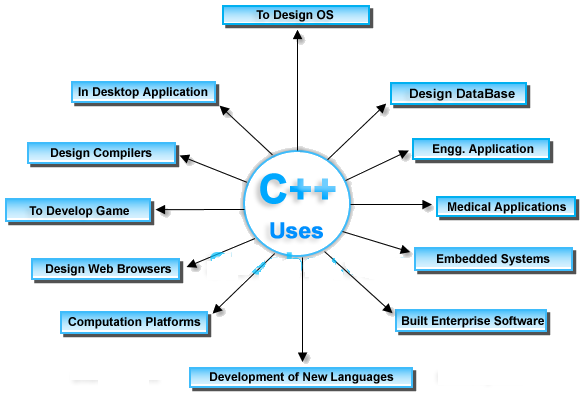 To Design OS
In Desktop Application
Design DataBase
Design Compilers
Engg. Application
C++
Uses
To Develop Game
Medical Applications
Design Web Browsers
Embedded Systems
Computation Platforms
Built Enterprise Software
Development of New Languages